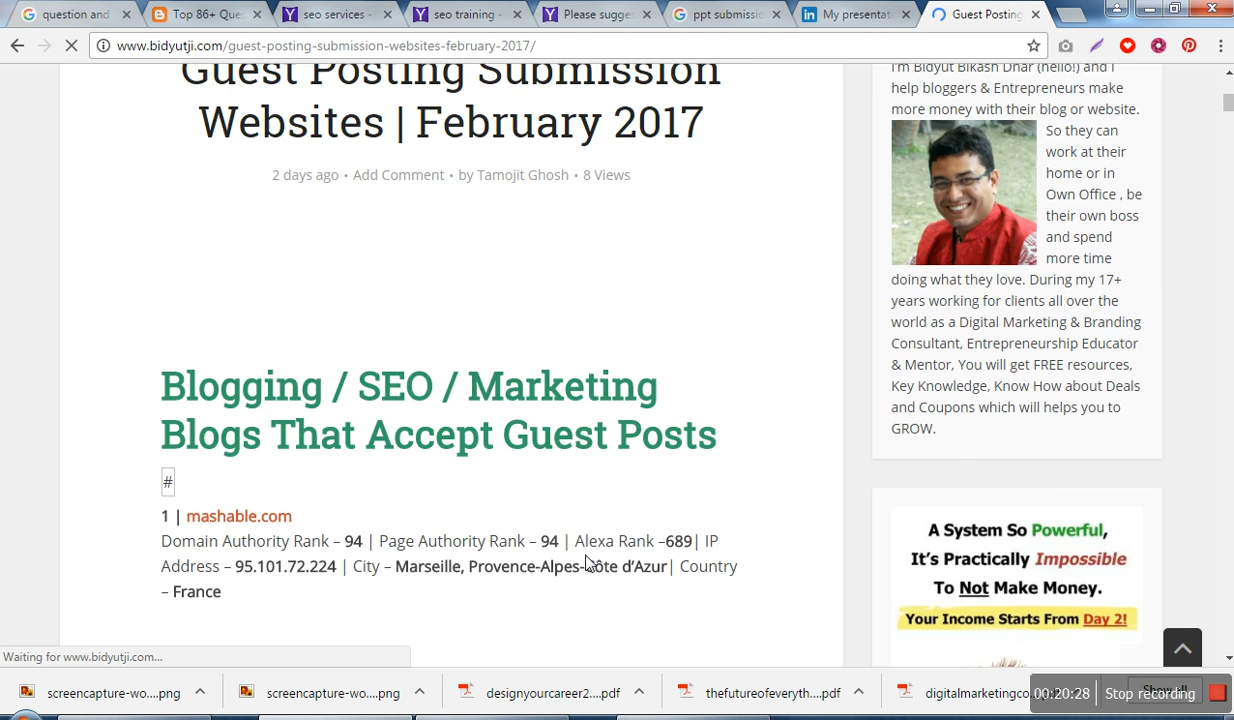 question and
Top 86+ Que
seo services -
seo training -
Please sugge
ppt submissio
My presentat
Guest Posting
www.bidyutji.com/guest-posting-submission-websites-february-2017/
Guest Posting Submission
Websites | February 2017
2 days ago • Add Comment • by Tamojit Ghosh • 8 Views
Blogging / SEO / Marketing
Blogs That Accept Guest Posts
#
1 | mashable.com
Domain Authority Rank – 94 | Page Authority Rank – 94 | Alexa Rank –689| IP
Address – 95.101.72.224 | City – Marseille, Provence-Alpes-Côte d’Azur| Country
– France
I'm Bidyut Bikash Dhar (hello!) and I
help bloggers & Entrepreneurs make
more money with their blog or website.
So they can
work at their
home or in
Own Office , be
their own boss
and spend
more time
doing what they love. During my 17+
years working for clients all over the
world as a Digital Marketing & Branding
Consultant, Entrepreneurship Educator
& Mentor, You will get FREE resources,
Key Knowledge, Know How about Deals
and Coupons which will helps you to
GROW.
A System So Powerful,
It's Practically Impossible
To Not Make Money.
Your Income Starts From Day 2!
Waiting for www.bidyutji.com...
screencapture-wo....png
screencapture-wo....png
designyourcareer2....pdf
thefutureofeveryth....pdf
digitalmarketingco
00:20:28
Stop recording